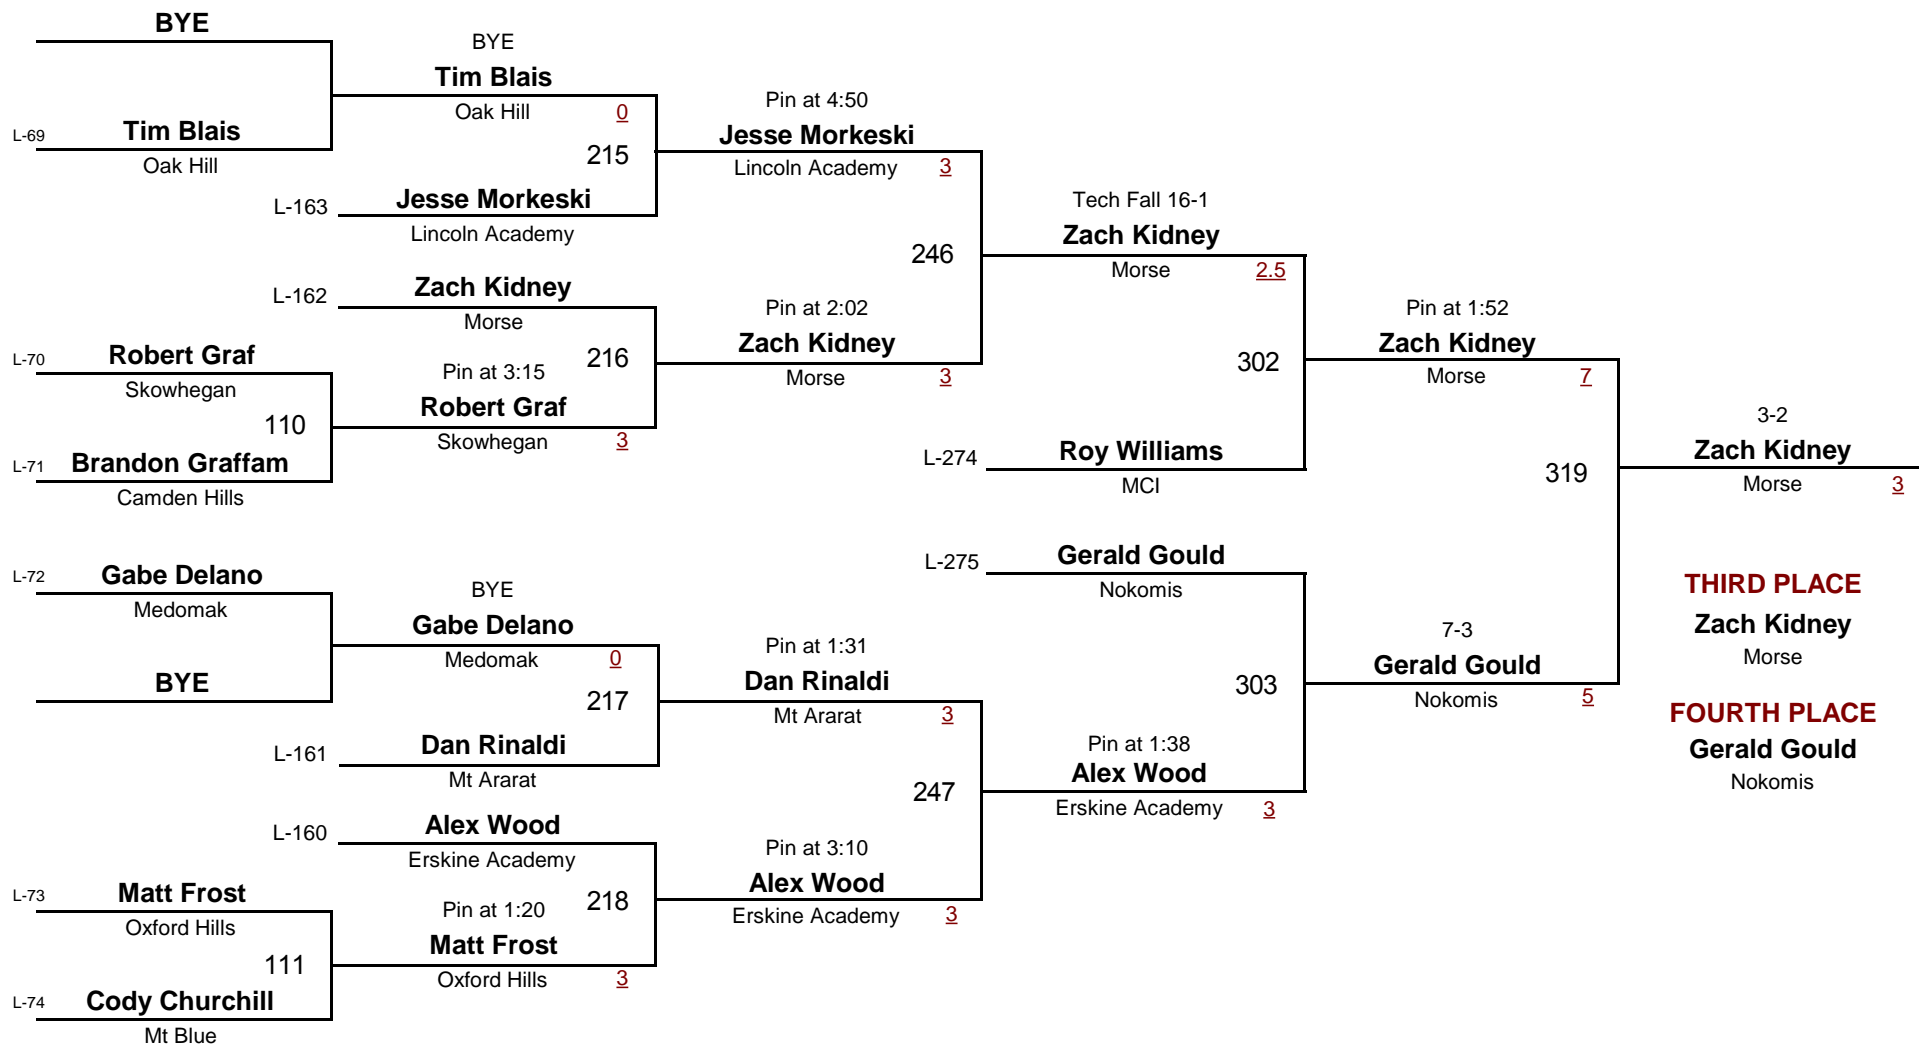 BYE
L-69
Tim Blais
Oak Hill
L-70
Robert Graf
Skowhegan
110
L-71
Brandon Graffam
Camden Hills
L-72
Gabe Delano
Medomak
BYE
L-73
Matt Frost
Oxford Hills
111
L-74
Cody Churchill
Mt Blue
BYE
Tim Blais
Oak Hill
0
215
L-163
Jesse Morkeski
Lincoln Academy
L-162
Zach Kidney
Morse
216
Pin at 3:15
Robert Graf
Skowhegan
3
BYE
Gabe Delano
Medomak
0
217
L-161
Dan Rinaldi
Mt Ararat
L-160
Alex Wood
Erskine Academy
218
Pin at 1:20
Matt Frost
Oxford Hills
3
Pin at 4:50
Jesse Morkeski
Lincoln Academy
3
246
Pin at 2:02
Zach Kidney
Morse
3
Pin at 1:31
Dan Rinaldi
Mt Ararat
3
247
Pin at 3:10
Alex Wood
Erskine Academy
3
Tech Fall 16-1
Zach Kidney
Morse
2.5
302
L-274
Roy Williams
MCI
L-275
Gerald Gould
Nokomis
303
Pin at 1:38
Alex Wood
Erskine Academy
3
Pin at 1:52
Zach Kidney
Morse
7
319
7-3
Gerald Gould
Nokomis
5
3-2
Zach Kidney
Morse
3
THIRD PLACE
Zach Kidney
Morse
FOURTH PLACE
Gerald Gould
Nokomis